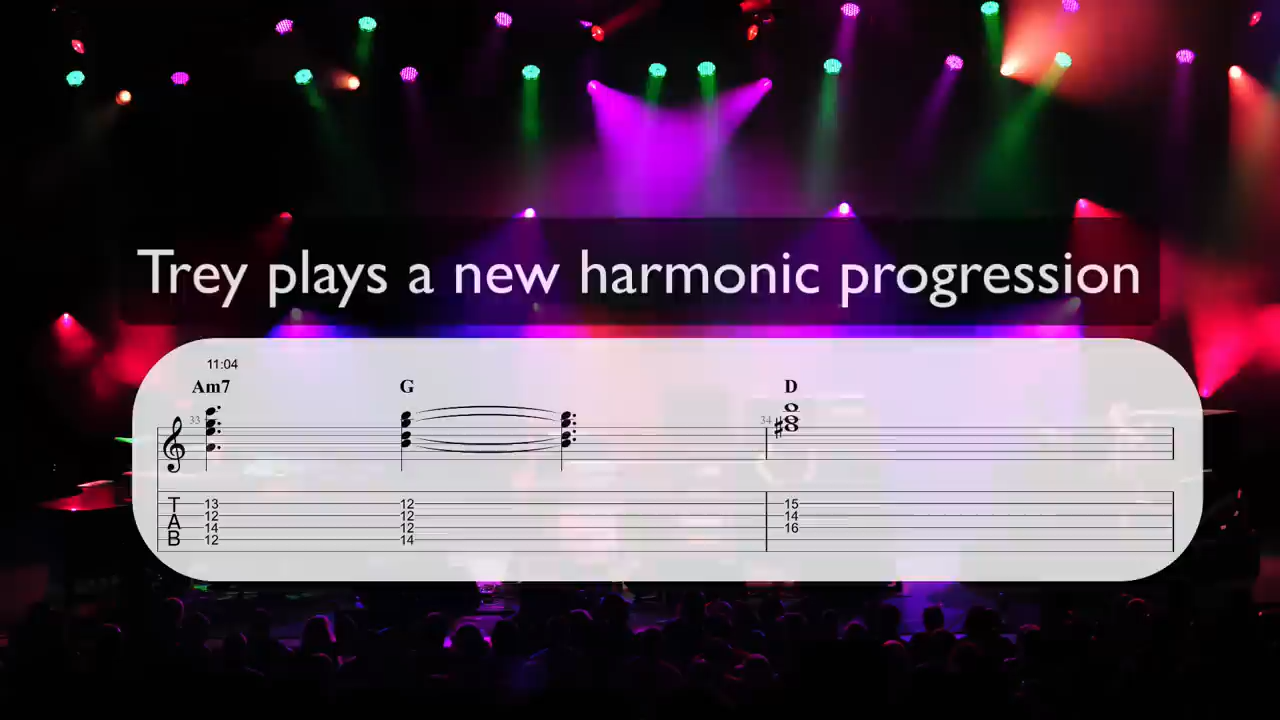 Trey plays a new harmonic progression
11:04
Am7 G D
33 34
T 13 12 15
A 12 12 14
14 12 16
B 12 14